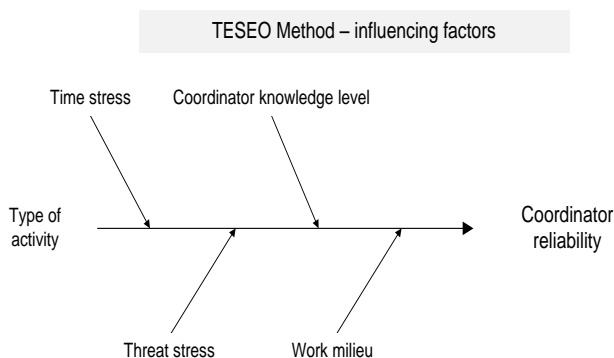 TESEO Method – influencing factors
Time stress
Coordinator knowledge level
Type of
activity
Coordinator
reliability
Threat stress
Work milieu